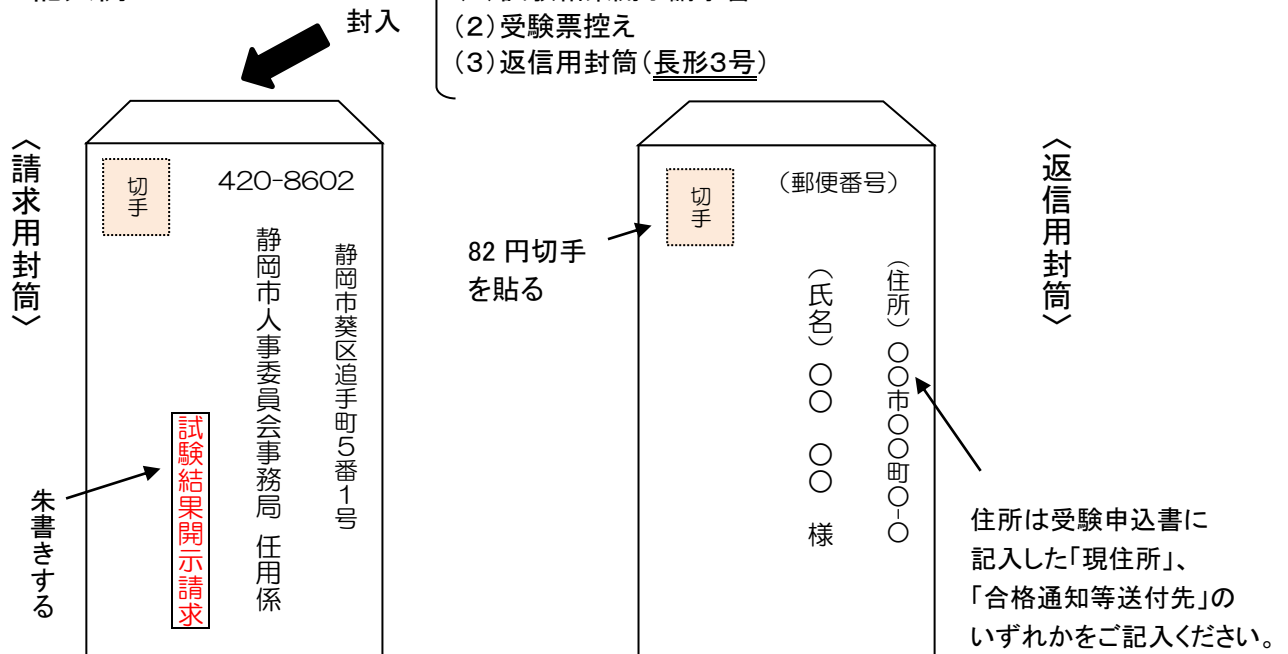 封入
(2)受験票控え
(3)返信用封筒(長形3号)
〈請求用封筒〉
切手
420-8602
静岡市葵区追手町5番1号
静岡市人事委員会事務局 任用係
試験結果開示請求
朱書きする
〈返信用封筒〉
切手
(郵便番号)
82 円切手
を貼る
(住所)○○市○○町○-○
(氏名)○○ ○○ 様
住所は受験申込書に
記入した「現住所」、
「合格通知等送付先」の
いずれかをご記入ください。